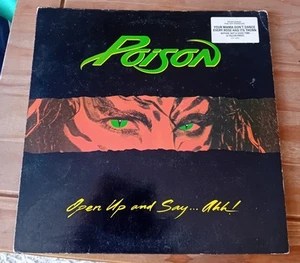 POISON
YOUR MAMA DON'T DANCE
EVERY ROSE HAS ITS THORN
Open Up and Say...Ahh!